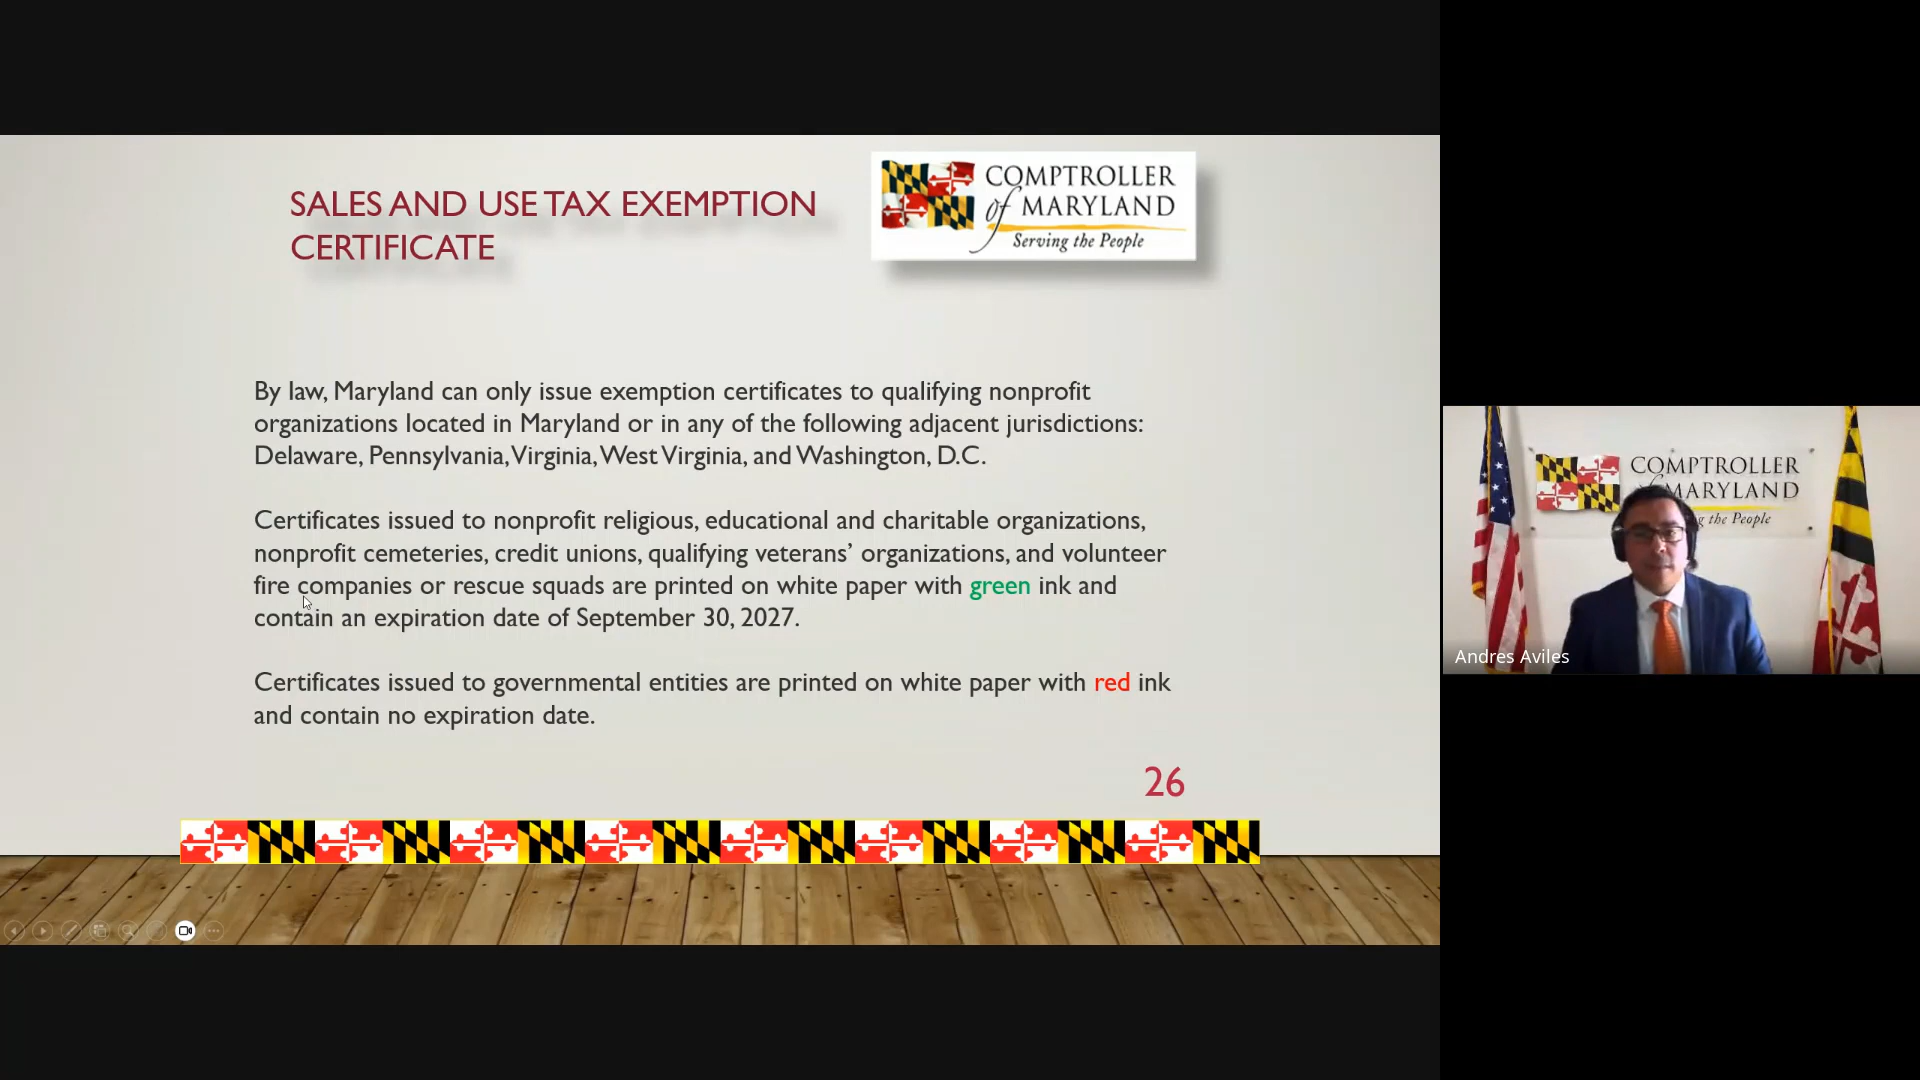 SALES AND USE TAX EXEMPTION
CERTIFICATE
COMPTROLLER
of MARYLAND
Serving the People
By law, Maryland can only issue exemption certificates to qualifying nonprofit
organizations located in Maryland or in any of the following adjacent jurisdictions:
Delaware, Pennsylvania, Virginia, West Virginia, and Washington, D.C.
Certificates issued to nonprofit religious, educational and charitable organizations,
nonprofit cemeteries, credit unions, qualifying veterans’ organizations, and volunteer
fire companies or rescue squads are printed on white paper with green ink and
contain an expiration date of September 30, 2027.
Certificates issued to governmental entities are printed on white paper with red ink
and contain no expiration date.
26
COMPTROLLER
MARYLAND
g the People
Andres Aviles